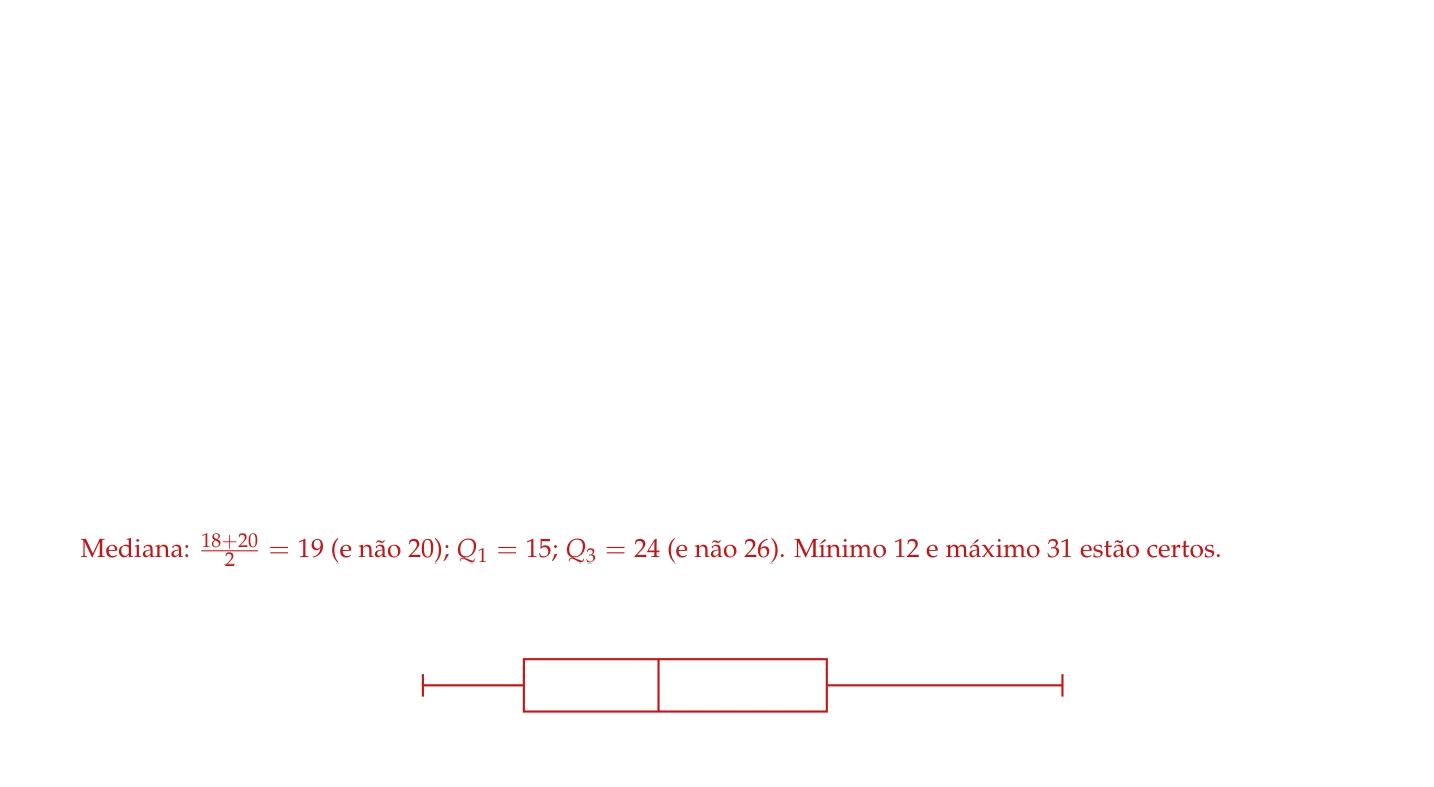 Mediana: \frac{18+20}{2} = 19 (e não 20); Q_1 = 15; Q_3 = 24 (e não 26). Mínimo 12 e máximo 31 estão certos.